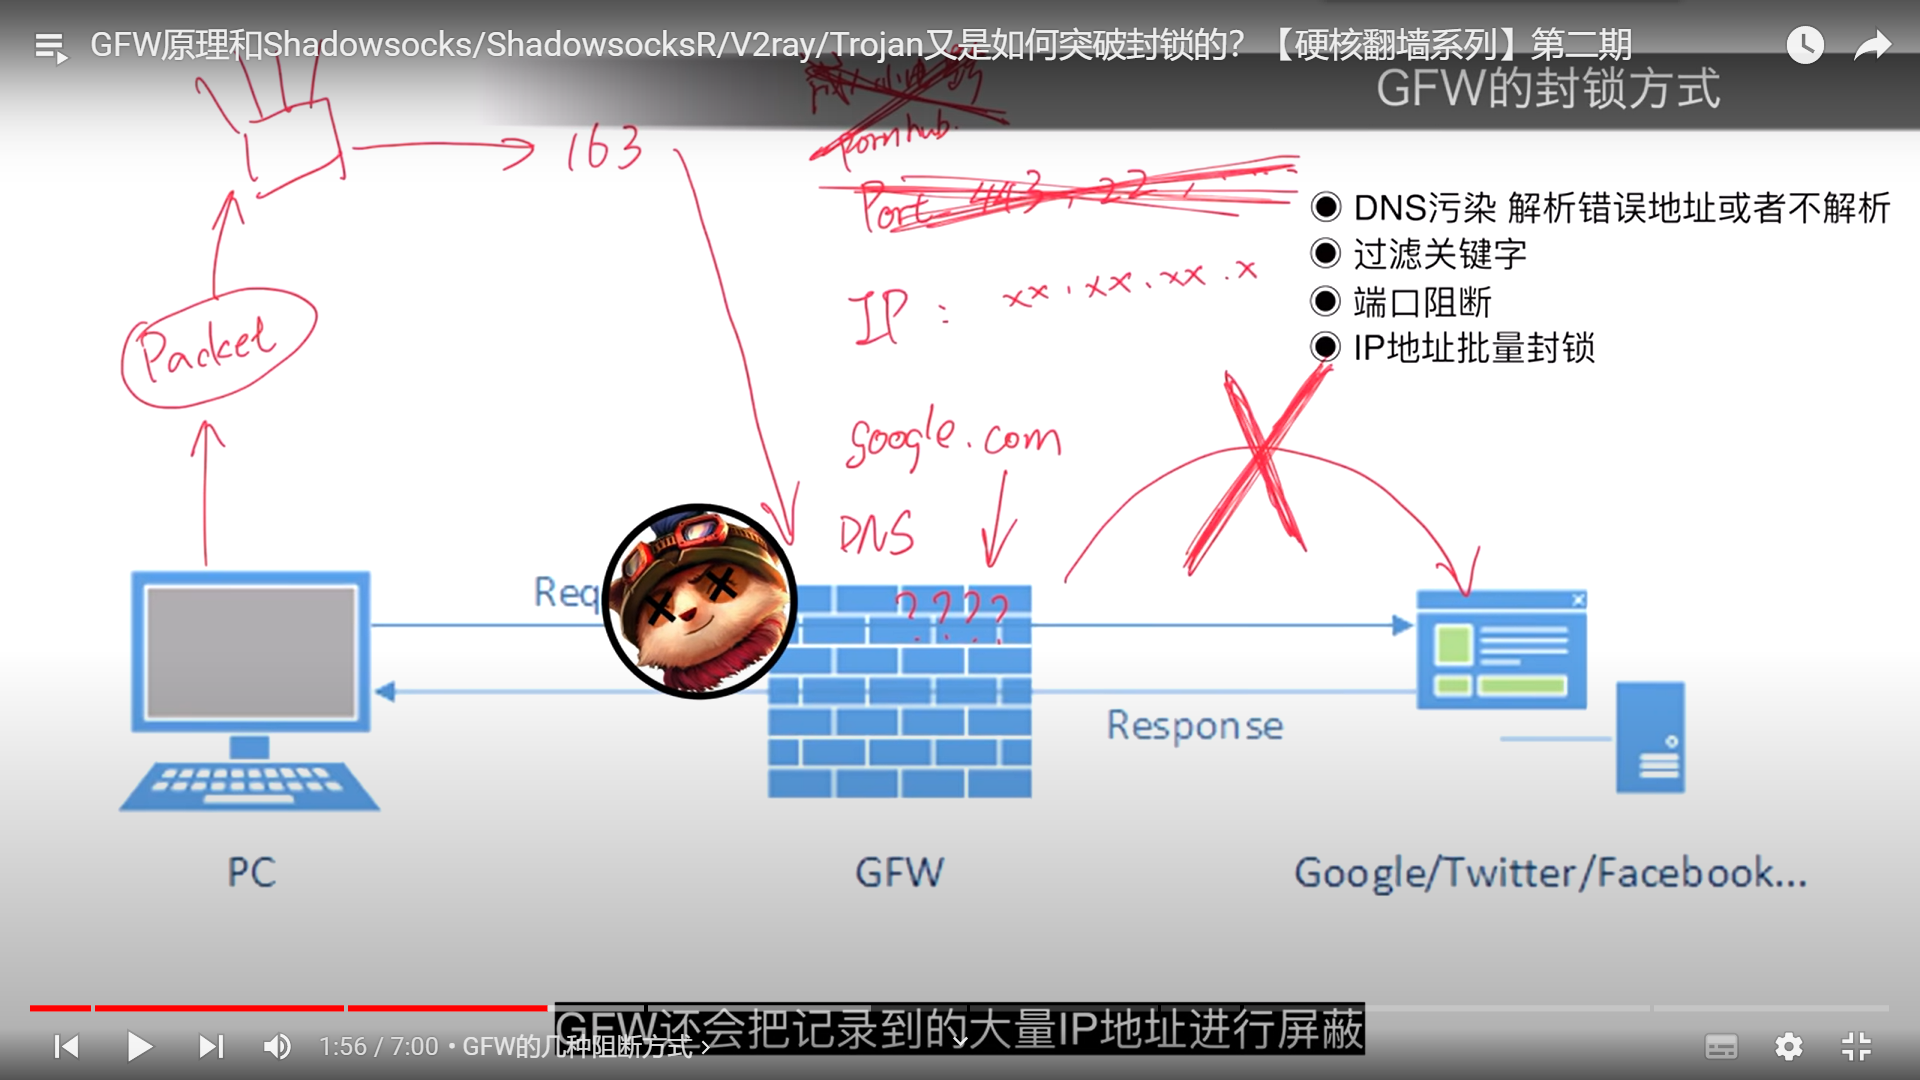 GFW原理和Shadowsocks/ShadowsocksR/V2ray/Trojan又是如何突破封锁的？【硬核翻墙系列】第二期
GFW的封锁方式
163
Pornhub.
Port 443, 22,
DNS污染 解析错误地址或者不解析
过滤关键字
端口阻断
IP地址批量封锁
IP: xx.xx.xx.x
Packet
google.com
DNS
Req
????
Response
PC
GFW
Google/Twitter/Facebook...
GFW还会把记录到的大量IP地址进行屏蔽
1:56 / 7:00 • GFW的几种阻断方式